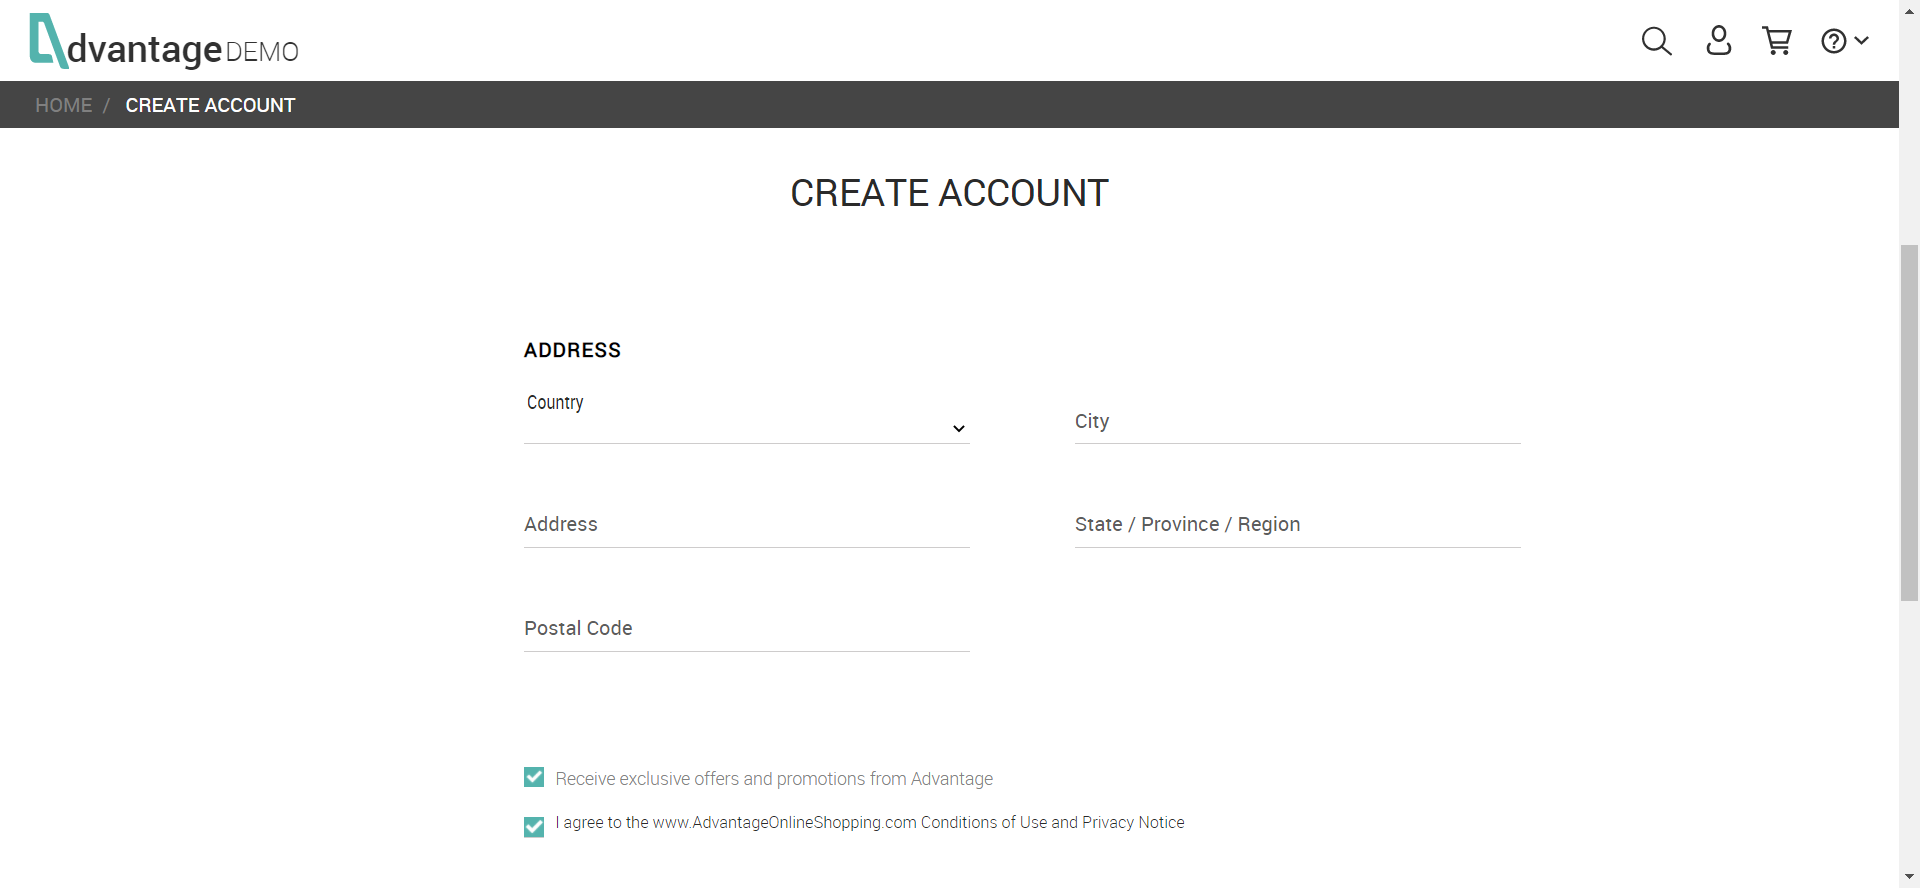 dvantage DEMO
HOME / CREATE ACCOUNT
CREATE ACCOUNT
ADDRESS
Country
City
Address
State / Province / Region
Postal Code
Receive exclusive offers and promotions from Advantage
I agree to the www.AdvantageOnlineShopping.com Conditions of Use and Privacy Notice